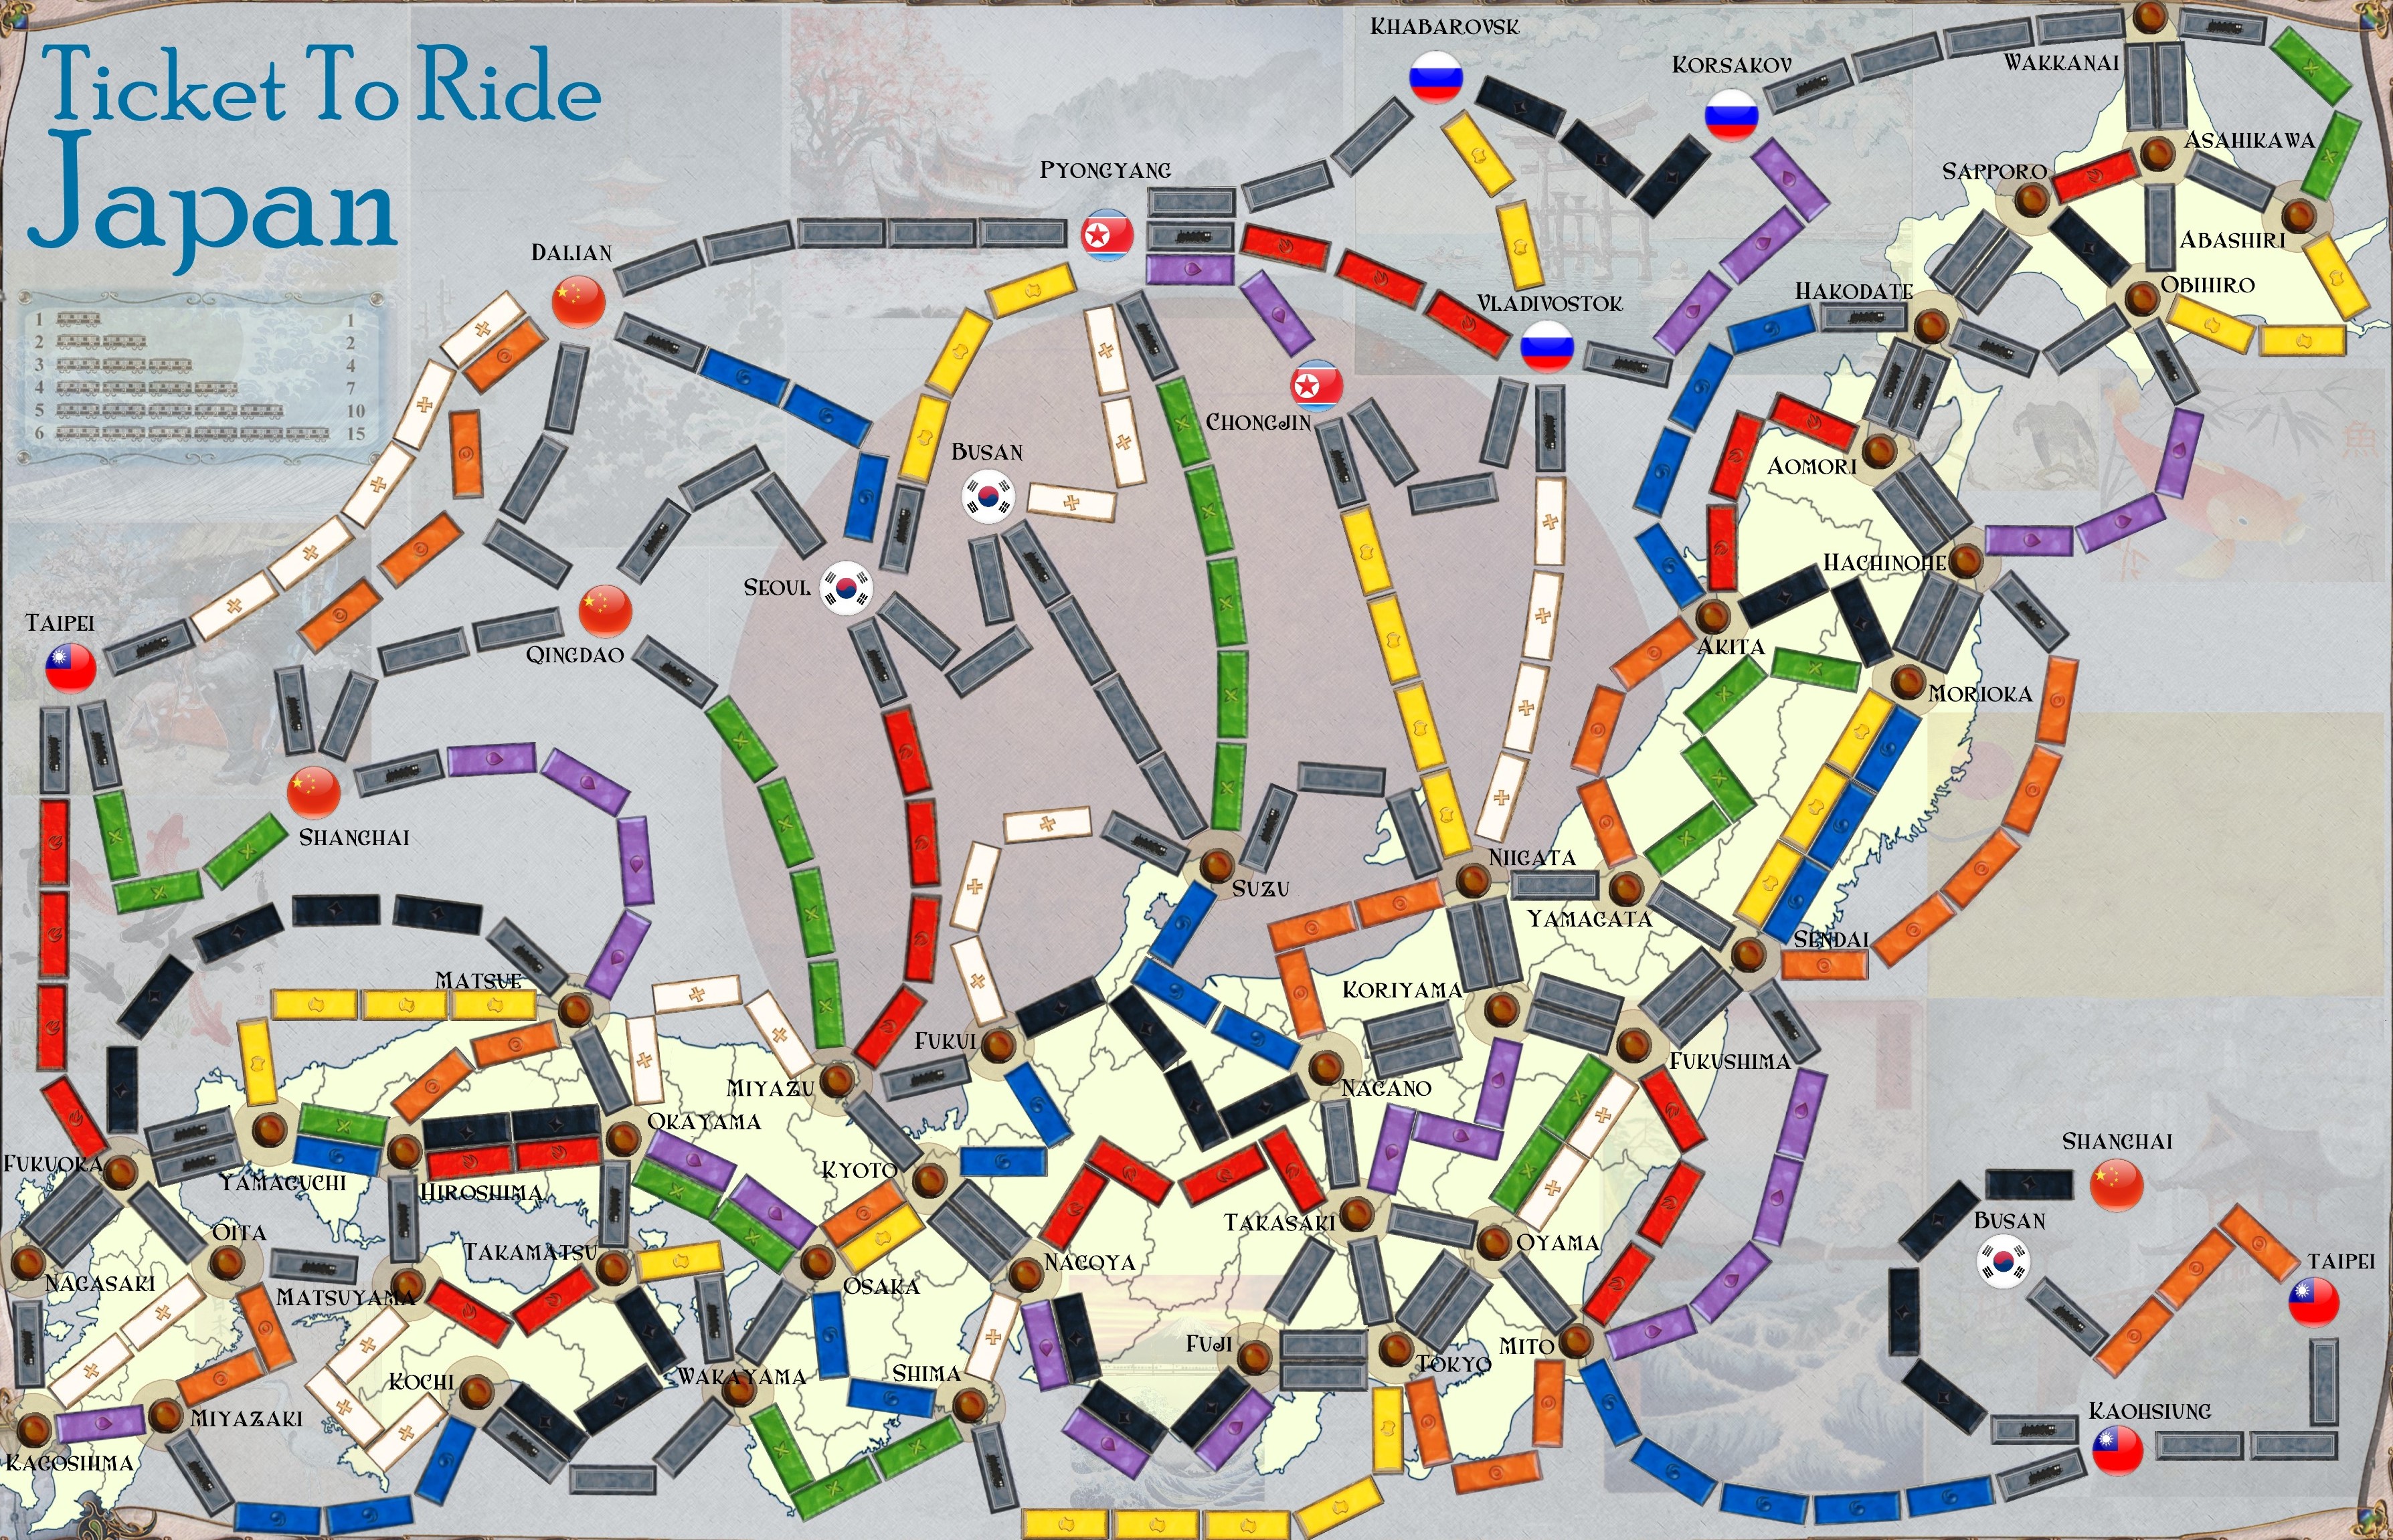 Ticket To Ride
Japan
1 1
2 2
3 4
4 7
5 10
6 15
KHABAROVSK
KORSAKOV
WAKKANAI
ASAHIKAWA
SAPPORO
PYONGYANG
ABASHIRI
DALIAN
OBIHIRO
HAKODATE
VLADIVOSTOK
CHONGJIN
BUSAN
AOMORI
HACHINOHE
SEOUL
TAIPEI
AKITA
QINGDAO
MORIOKA
SHANGHAI
NIIGATA
SUZU
YAMAGATA
SENDAI
MATSUE
KORIYAMA
FUKUI
FUKUSHIMA
MIYAZU
NAGANO
OKAYAMA
SHANGHAI
FUKUOKA
KYOTO
YAMAGUCHI
HIROSHIMA
BUSAN
TAKASAKI
OITA
OYAMA
TAKAMATSU
NAGOYA
TAIPEI
NAGASAKI
OSAKA
MATSUYAMA
FUJI
MITO
TOKYO
SHIMA
WAKAYAMA
KOCHI
KAOHSIUNG
MIYAZAKI
KAGOSHIMA